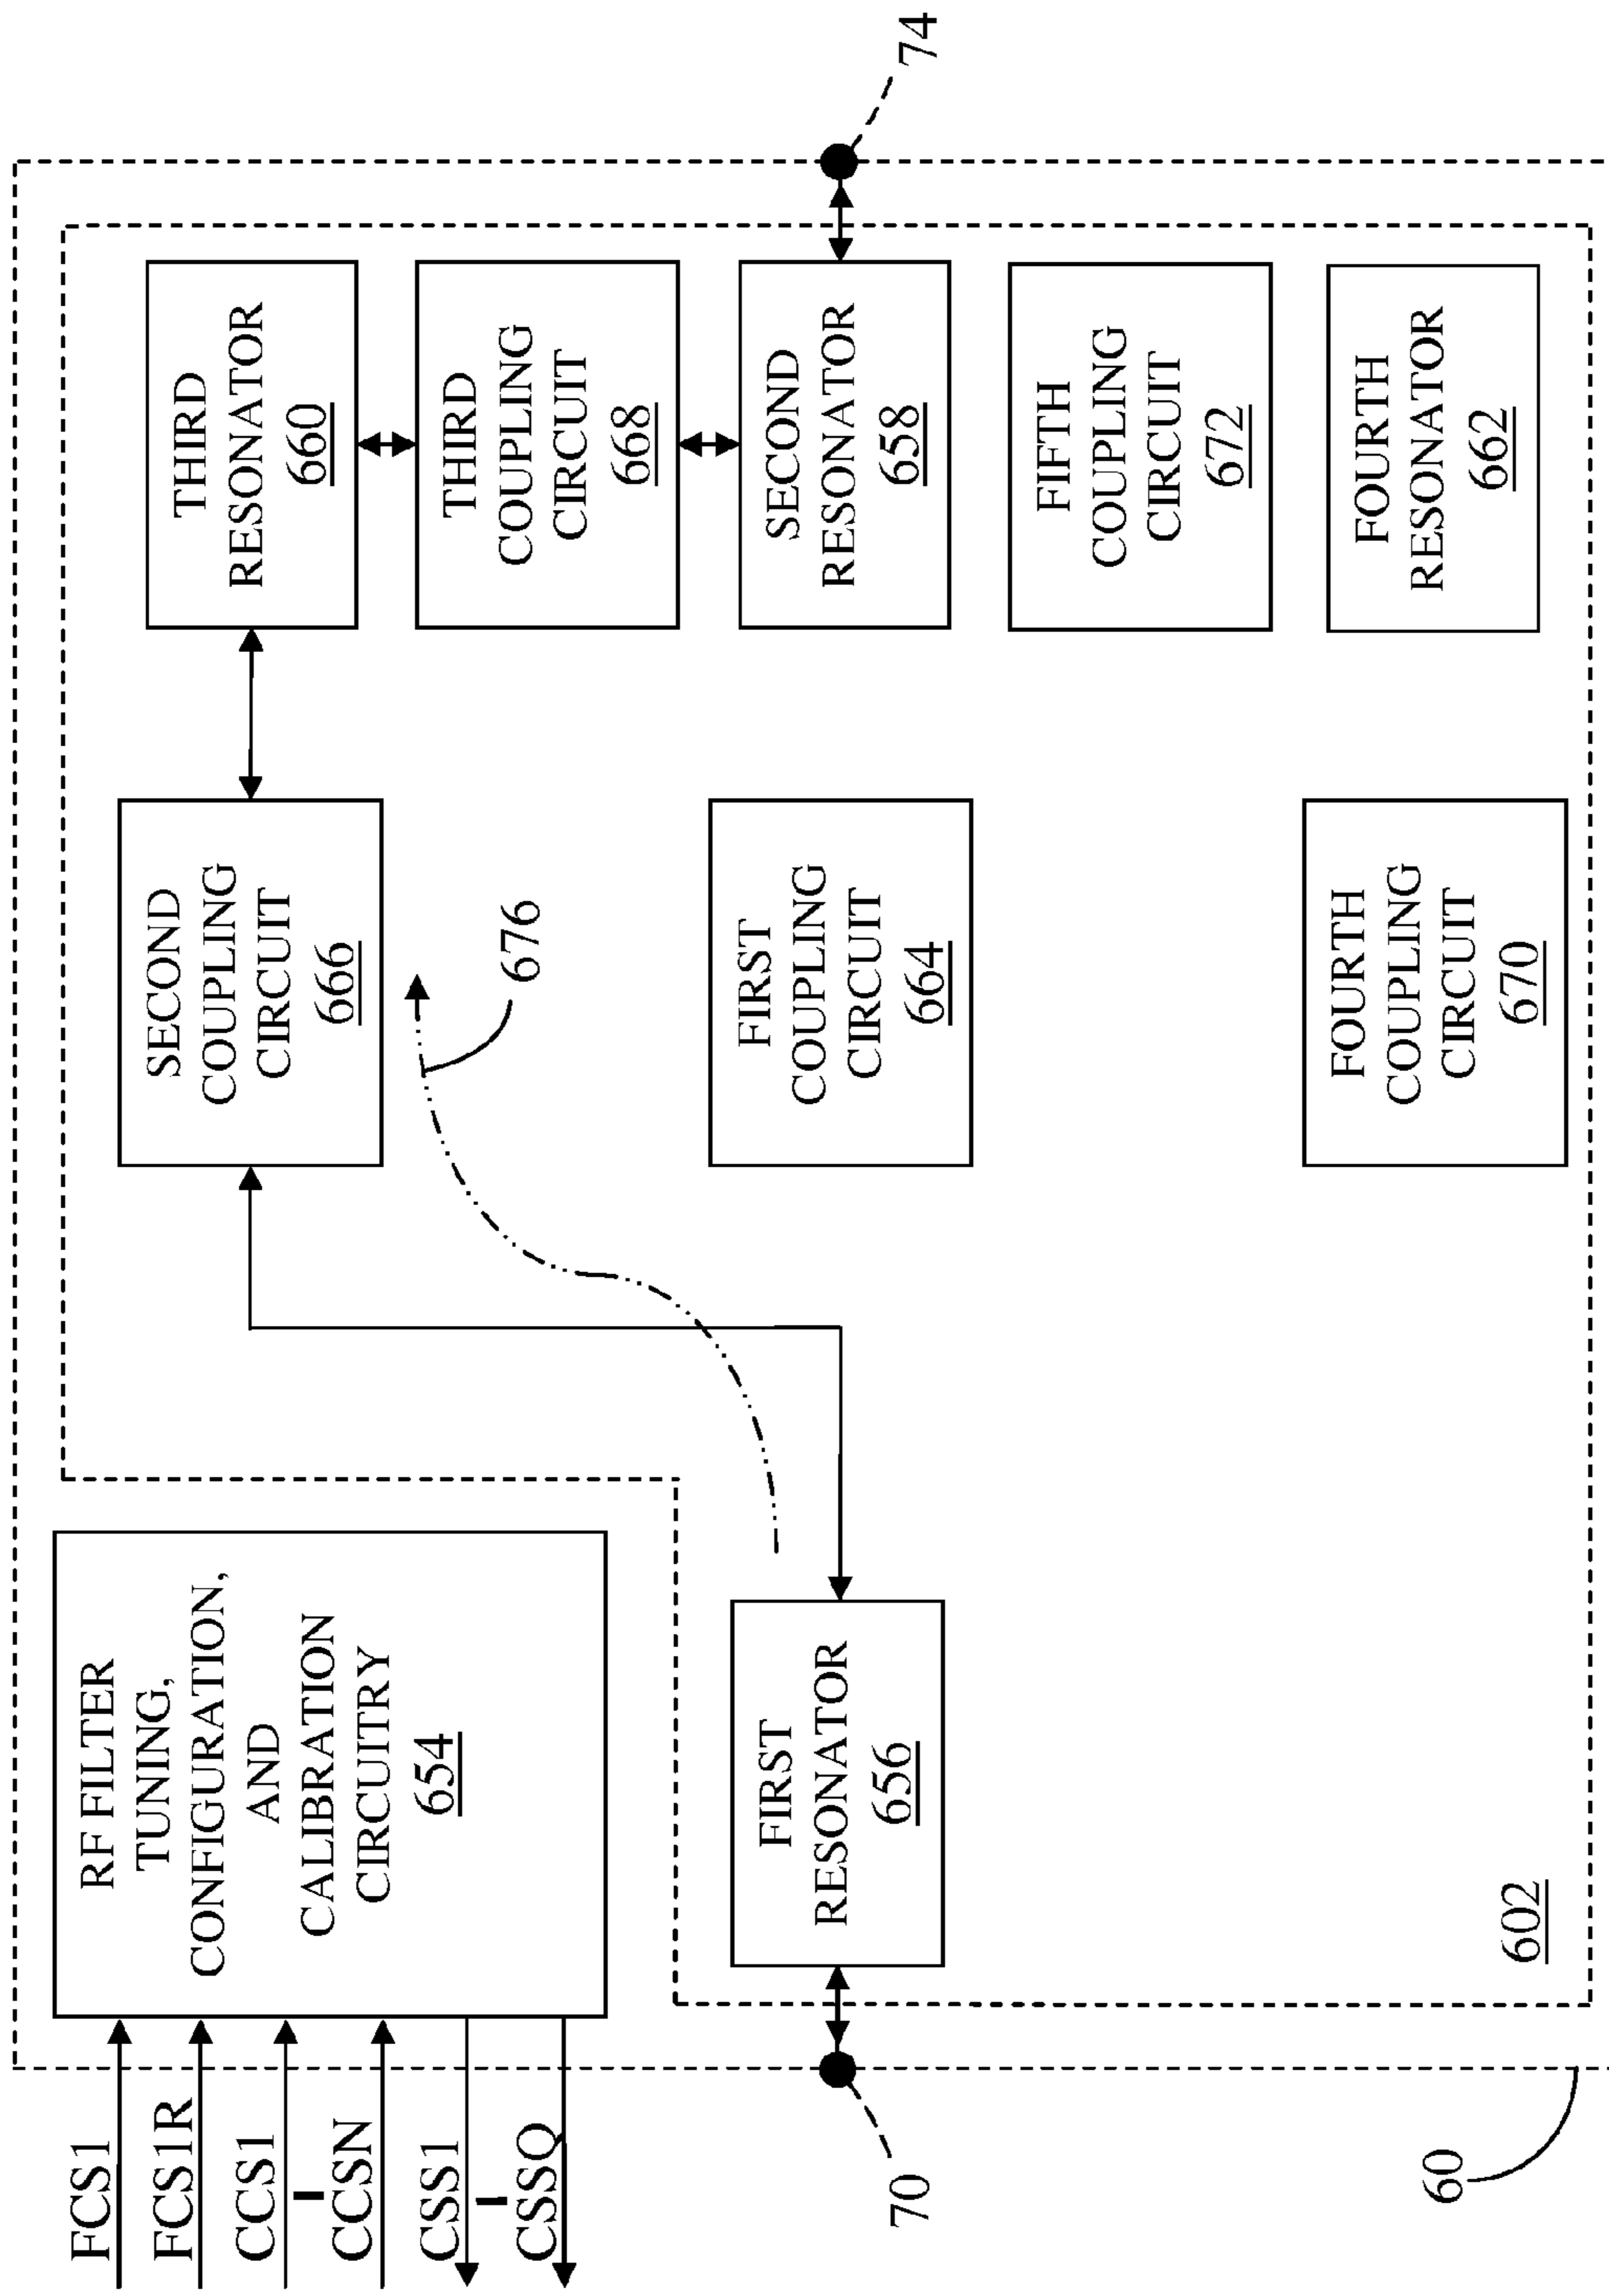 FCS1
FCS1R
CCS1
CCSN
CSS1
CSSQ
RF FILTER
TUNING,
CONFIGURATION,
AND
CALIBRATION
CIRCUITRY
654
SECOND
COUPLING
CIRCUIT
666
THIRD
RESONATOR
660
676
THIRD
COUPLING
CIRCUIT
668
70
FIRST
RESONATOR
656
FIRST
COUPLING
CIRCUIT
664
SECOND
RESONATOR
658
74
FIFTH
COUPLING
CIRCUIT
672
60
602
FOURTH
COUPLING
CIRCUIT
670
FOURTH
RESONATOR
662